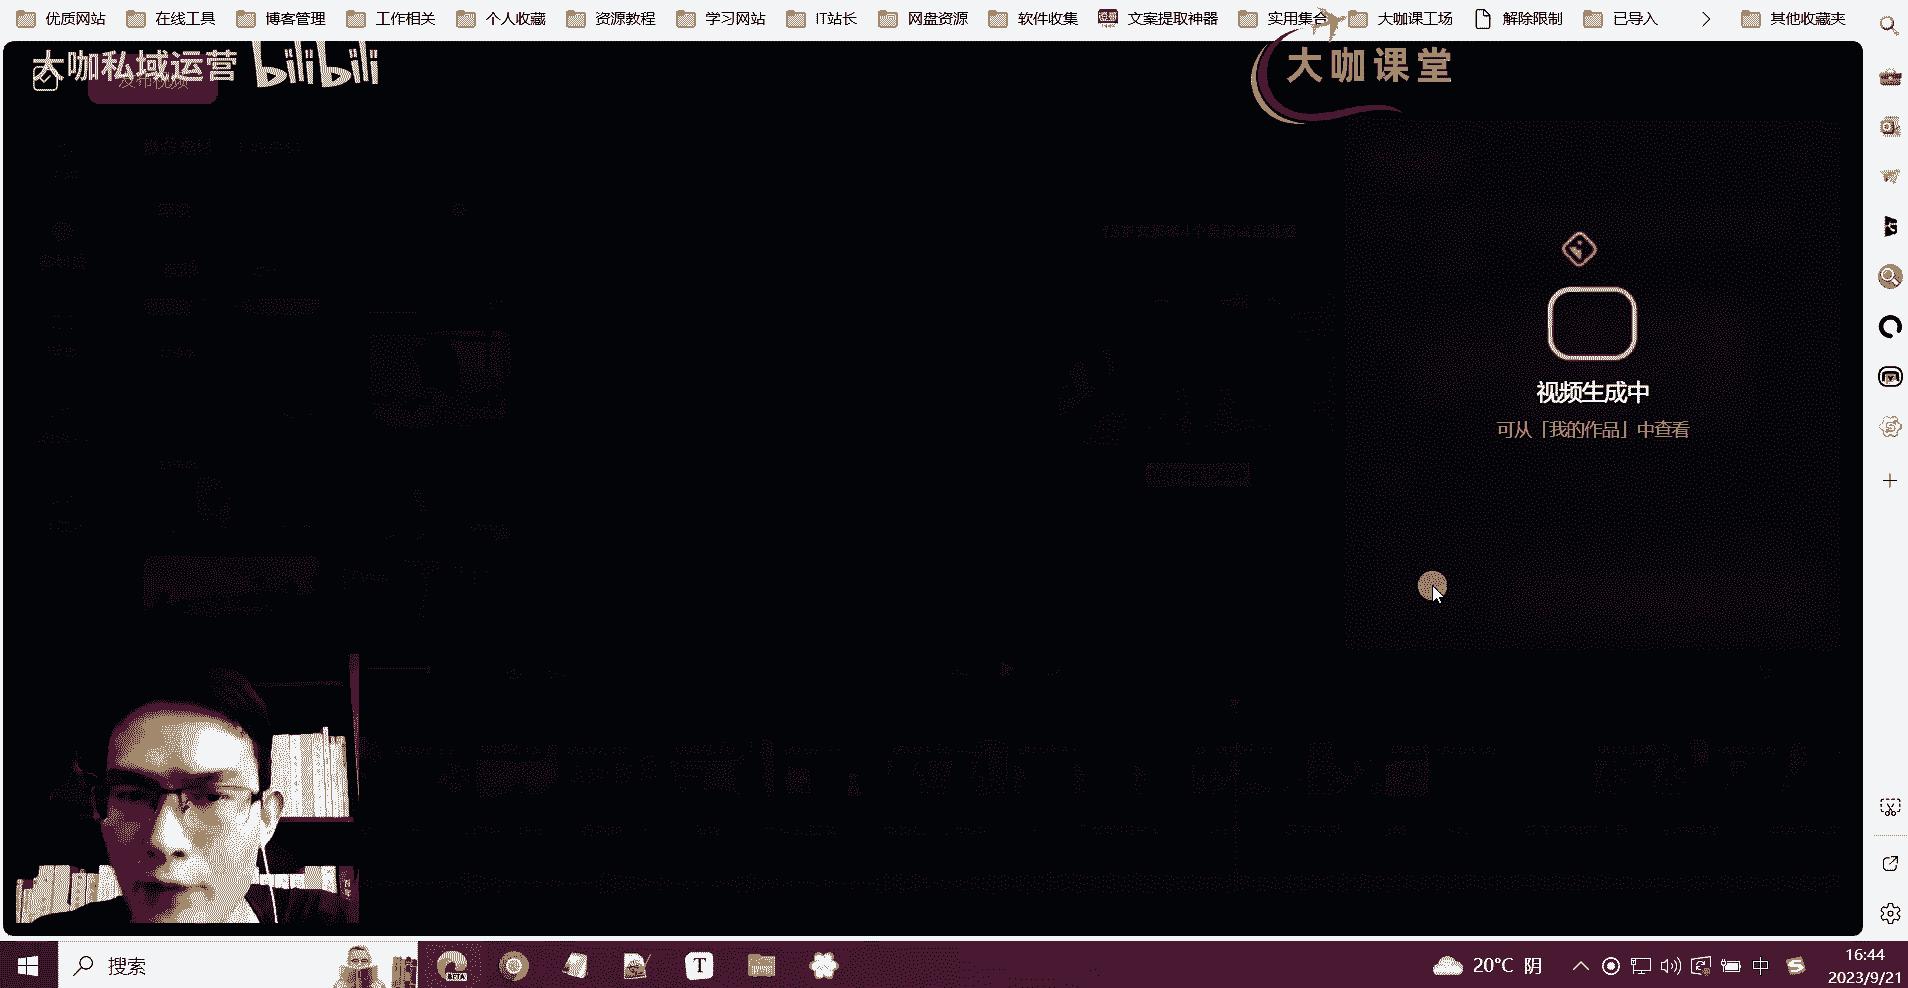 优质网站 在线工具 博客管理 工作相关 个人收藏 资源教程 学习网站 IT站长 网盘资源 软件收集 文案提取神器 实用集合 大咖课工场 解除限制 已导入 其他收藏夹
大咖私域运营 bilibili
大咖课堂
发布视频
视频生成中
可从「我的作品」中查看
搜索
BETA
T
20°C 阴
中
16:44
2023/9/21